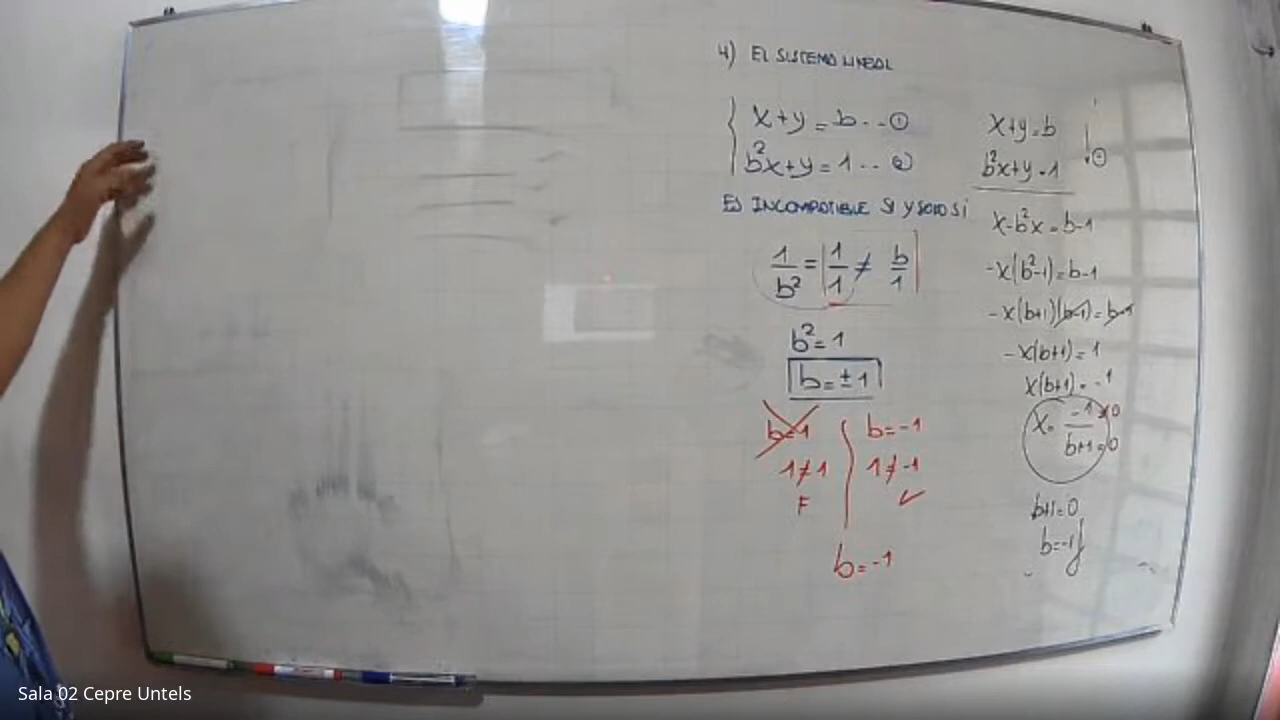 4) EL SISTEMA LINEAL
x+y=b--①
b²x+y=1--②
ES INCOMPATIBLE SI Y SOLO SI
1/b² = 1/1 ≠ b/1
b²=1
b=±1
b=1
1≠1
F
b=-1
1≠-1
✓
b=-1
x+y=b
b²x+y=1
x-b²x=b-1
-x(b²-1)=b-1
-x(b+1)(b-1)=b-1
-x(b+1)=1
x(b+1)=-1
x=-1/b+1
≠0
=0
b+1=0
b=-1
Sala 02 Cepre Untels